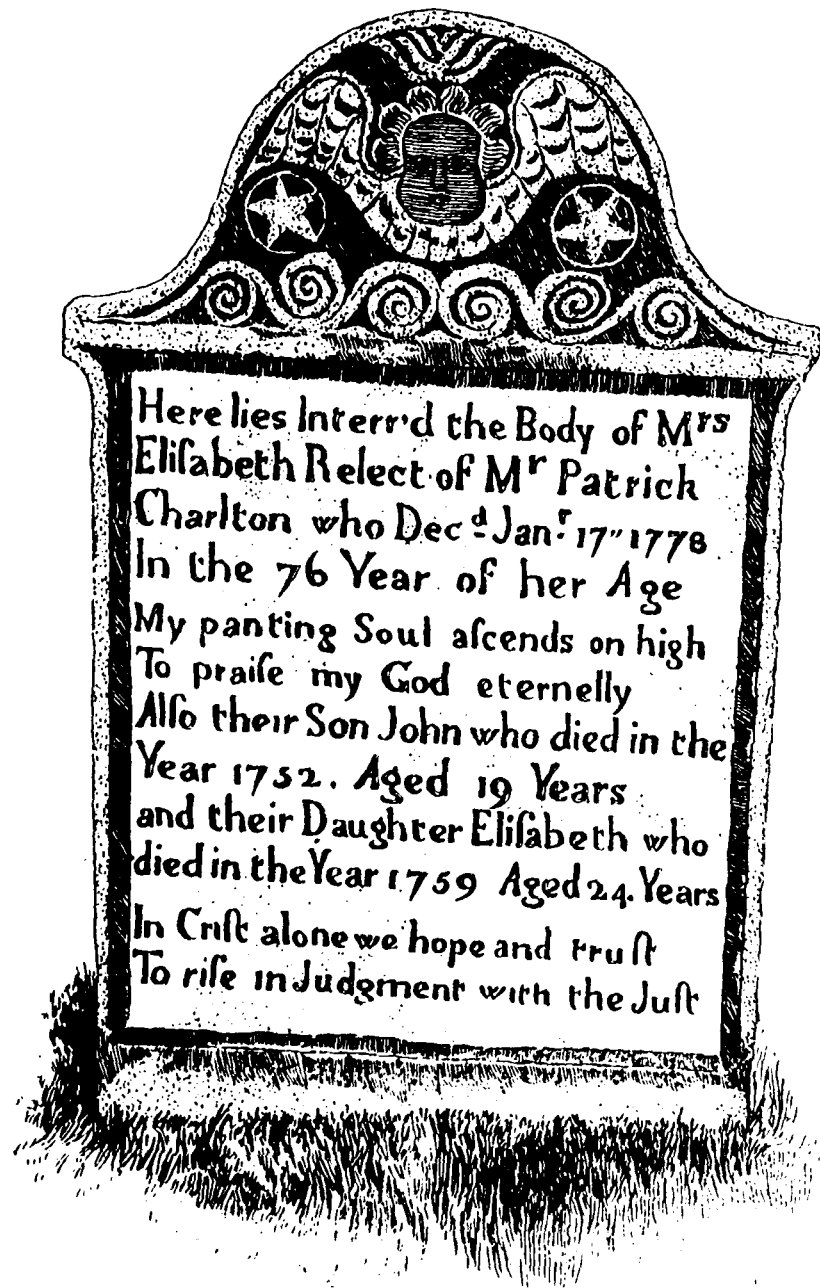 Here lies Interr'd the Body of Mrs
Eliſabeth Relect of Mr Patrick
Charlton who Decd Janr 17" 1778
In the 76 Year of her Age
My panting Soul aſcends on high
To praiſe my God eternelly
Alſo their Son John who died in the
Year 1752. Aged 19 Years
and their Daughter Eliſabeth who
died in the Year 1759 Aged 24. Years
In Criſt alone we hope and truſt
To riſe in Judgment with the Juſt